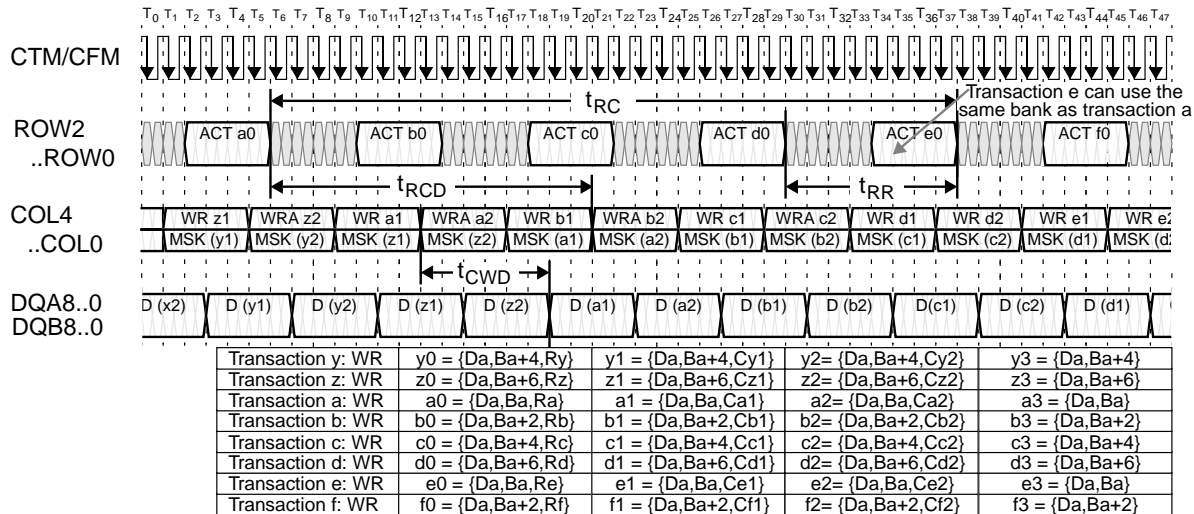 T0 T1 T2 T3 T4 T5 T6 T7 T8 T9 T10 T11 T12 T13 T14 T15 T16 T17 T18 T19 T20 T21 T22 T23 T24 T25 T26 T27 T28 T29 T30 T31 T32 T33 T34 T35 T36 T37 T38 T39 T40 T41 T42 T43 T44 T45 T46 T47
CTM/CFM
tRC
Transaction e can use the
same bank as transaction a
ROW2
..ROW0
ACT a0 ACT b0 ACT c0 ACT d0 ACT e0 ACT f0
tRCD tRR
COL4
..COL0
WR z1 WRA z2 WR a1 WRA a2 WR b1 WRA b2 WR c1 WRA c2 WR d1 WR d2 WR e1 WR e2
MSK (y1) MSK (y2) MSK (z1) MSK (z2) MSK (a1) MSK (a2) MSK (b1) MSK (b2) MSK (c1) MSK (c2) MSK (d1) MSK (d2
tCWD
DQA8..0
DQB8..0
D (x2) D (y1) D (y2) D (z1) D (z2) D (a1) D (a2) D (b1) D (b2) D(c1) D (c2) D (d1)
Transaction y: WR y0 = {Da,Ba+4,Ry} y1 = {Da,Ba+4,Cy1} y2= {Da,Ba+4,Cy2} y3 = {Da,Ba+4}
Transaction z: WR z0 = {Da,Ba+6,Rz} z1 = {Da,Ba+6,Cz1} z2= {Da,Ba+6,Cz2} z3 = {Da,Ba+6}
Transaction a: WR a0 = {Da,Ba,Ra} a1 = {Da,Ba,Ca1} a2= {Da,Ba,Ca2} a3 = {Da,Ba}
Transaction b: WR b0 = {Da,Ba+2,Rb} b1 = {Da,Ba+2,Cb1} b2= {Da,Ba+2,Cb2} b3 = {Da,Ba+2}
Transaction c: WR c0 = {Da,Ba+4,Rc} c1 = {Da,Ba+4,Cc1} c2= {Da,Ba+4,Cc2} c3 = {Da,Ba+4}
Transaction d: WR d0 = {Da,Ba+6,Rd} d1 = {Da,Ba+6,Cd1} d2= {Da,Ba+6,Cd2} d3 = {Da,Ba+6}
Transaction e: WR e0 = {Da,Ba,Re} e1 = {Da,Ba,Ce1} e2= {Da,Ba,Ce2} e3 = {Da,Ba}
Transaction f: WR f0 = {Da,Ba+2,Rf} f1 = {Da,Ba+2,Cf1} f2= {Da,Ba+2,Cf2} f3 = {Da,Ba+2}